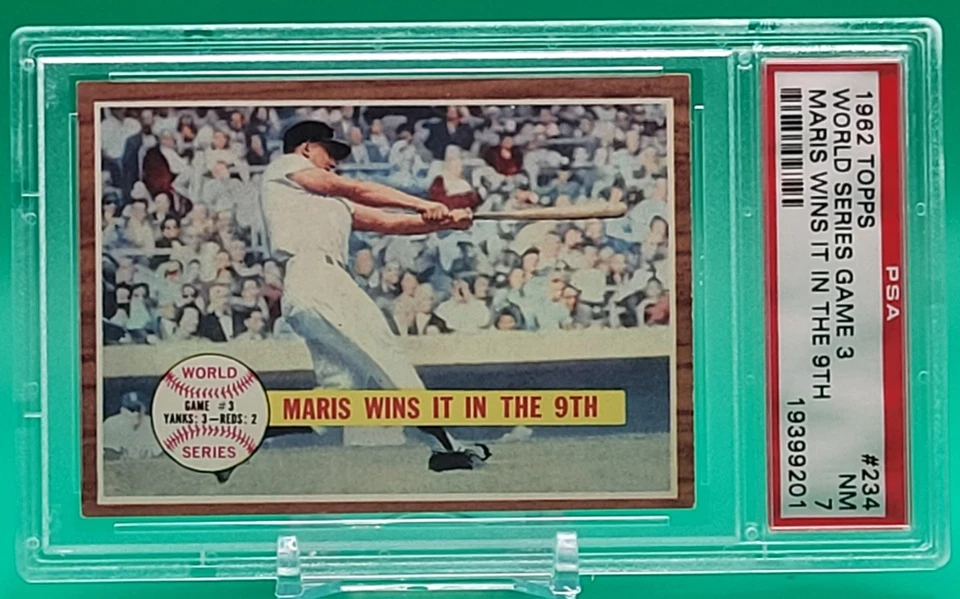 WORLD
GAME #3
YANKS: 3—REDS: 2
SERIES
MARIS WINS IT IN THE 9TH
PSA
1962 TOPPS
WORLD SERIES GAME 3
MARIS WINS IT IN THE 9TH
#234
NM
7
19399201